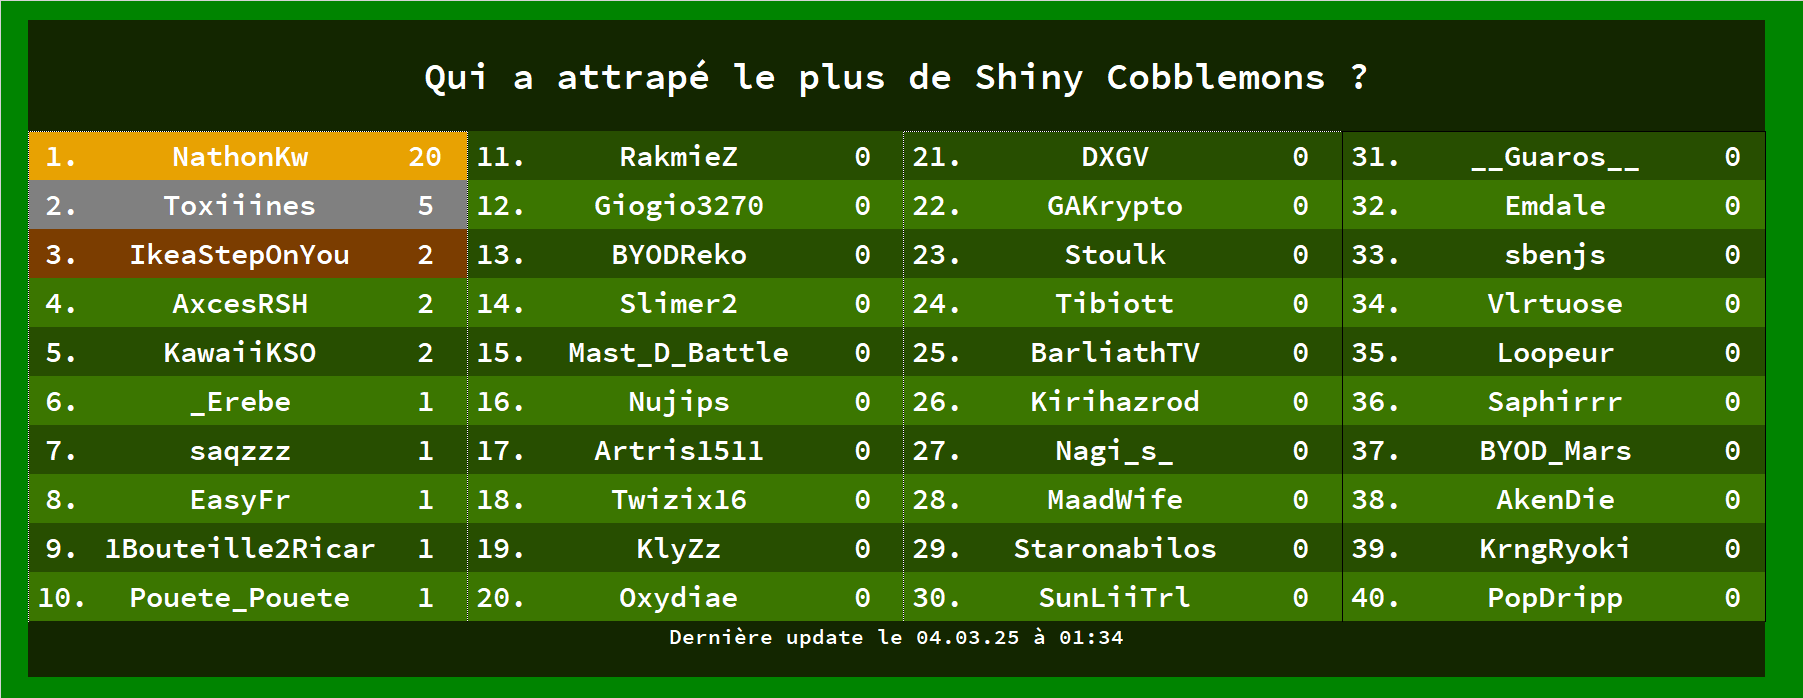 Qui a attrapé le plus de Shiny Cobblemons ?
1. NathonKw 20 11. RakmieZ 0 21. DXGV 0 31. __Guaros__ 0
2. Toxiiines 5 12. Giogio3270 0 22. GAKrypto 0 32. Emdale 0
3. IkeaStepOnYou 2 13. BYODReko 0 23. Stoulk 0 33. sbenjs 0
4. AxcesRSH 2 14. Slimer2 0 24. Tibiott 0 34. Vlrtuose 0
5. KawaiiKSO 2 15. Mast_D_Battle 0 25. BarliathTV 0 35. Loopeur 0
6. _Erebe 1 16. Nujips 0 26. Kirihazrod 0 36. Saphirrr 0
7. saqzzz 1 17. Artris1511 0 27. Nagi_s_ 0 37. BYOD_Mars 0
8. EasyFr 1 18. Twizix16 0 28. MaadWife 0 38. AkenDie 0
9. 1Bouteille2Ricar 1 19. KlyZz 0 29. Staronabilos 0 39. KrngRyoki 0
10. Pouete_Pouete 1 20. Oxydiae 0 30. SunLiiTrl 0 40. PopDripp 0
Dernière update le 04.03.25 à 01:34